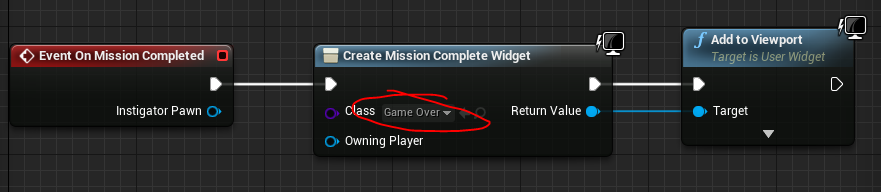 Event On Mission Completed
Instigator Pawn
Create Mission Complete Widget
Class Game Over
Return Value
Owning Player
f Add to Viewport
Target is User Widget
Target